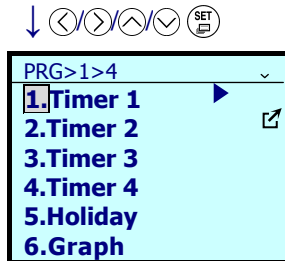 SET
PRG>1>4
1.Timer 1
2.Timer 2
3.Timer 3
4.Timer 4
5.Holiday
6.Graph